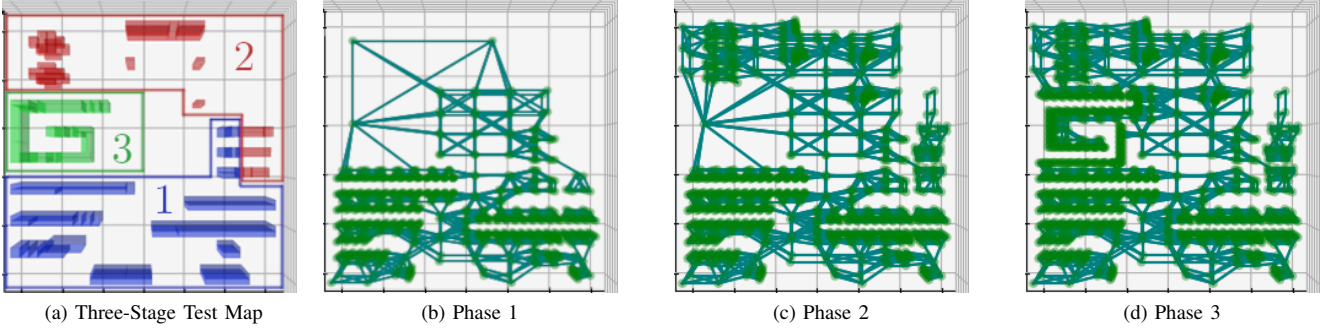 2
3
1
(a) Three-Stage Test Map
(b) Phase 1
(c) Phase 2
(d) Phase 3